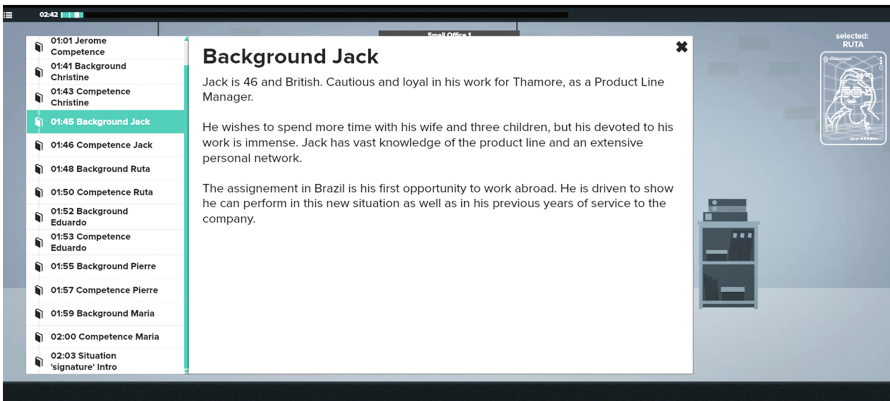 02:42
Small Office 1
selected:
RUTA
01:01 Jerome
Competence
01:41 Background
Christine
01:43 Competence
Christine
01:45 Background Jack
01:46 Competence Jack
01:48 Background Ruta
01:50 Competence Ruta
01:52 Background
Eduardo
01:53 Competence
Eduardo
01:55 Background Pierre
01:57 Competence Pierre
01:59 Background Maria
02:00 Competence Maria
02:03 Situation
'signature' Intro
Background Jack
Jack is 46 and British. Cautious and loyal in his work for Thamore, as a Product Line
Manager.
He wishes to spend more time with his wife and three children, but his devoted to his
work is immense. Jack has vast knowledge of the product line and an extensive
personal network.
The assignement in Brazil is his first opportunity to work abroad. He is driven to show
he can perform in this new situation as well as in his previous years of service to the
company.